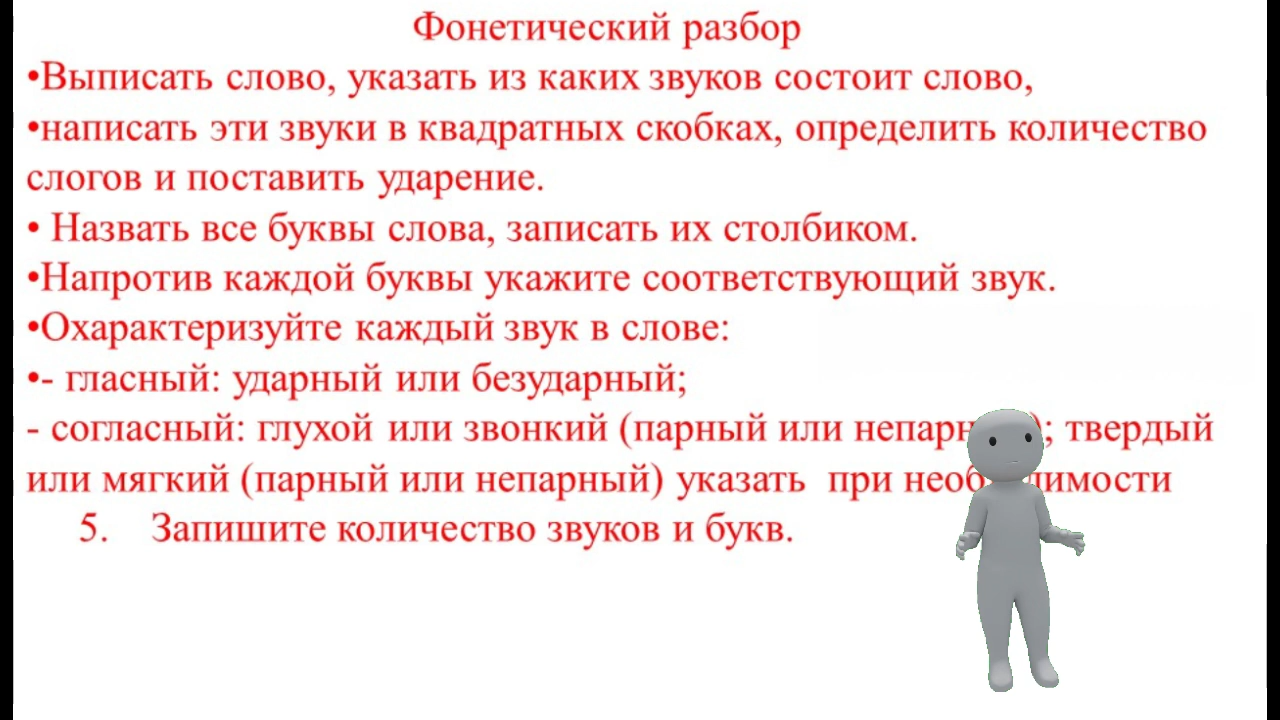 Фонетический разбор
•Выписать слово, указать из каких звуков состоит слово,
•написать эти звуки в квадратных скобках, определить количество
слогов и поставить ударение.
• Назвать все буквы слова, записать их столбиком.
•Напротив каждой буквы укажите соответствующий звук.
•Охарактеризуйте каждый звук в слове:
•- гласный: ударный или безударный;
- согласный: глухой или звонкий (парный или твердый
или мягкий (парный или непарный) указать при
5. Запишите количество звуков и букв.